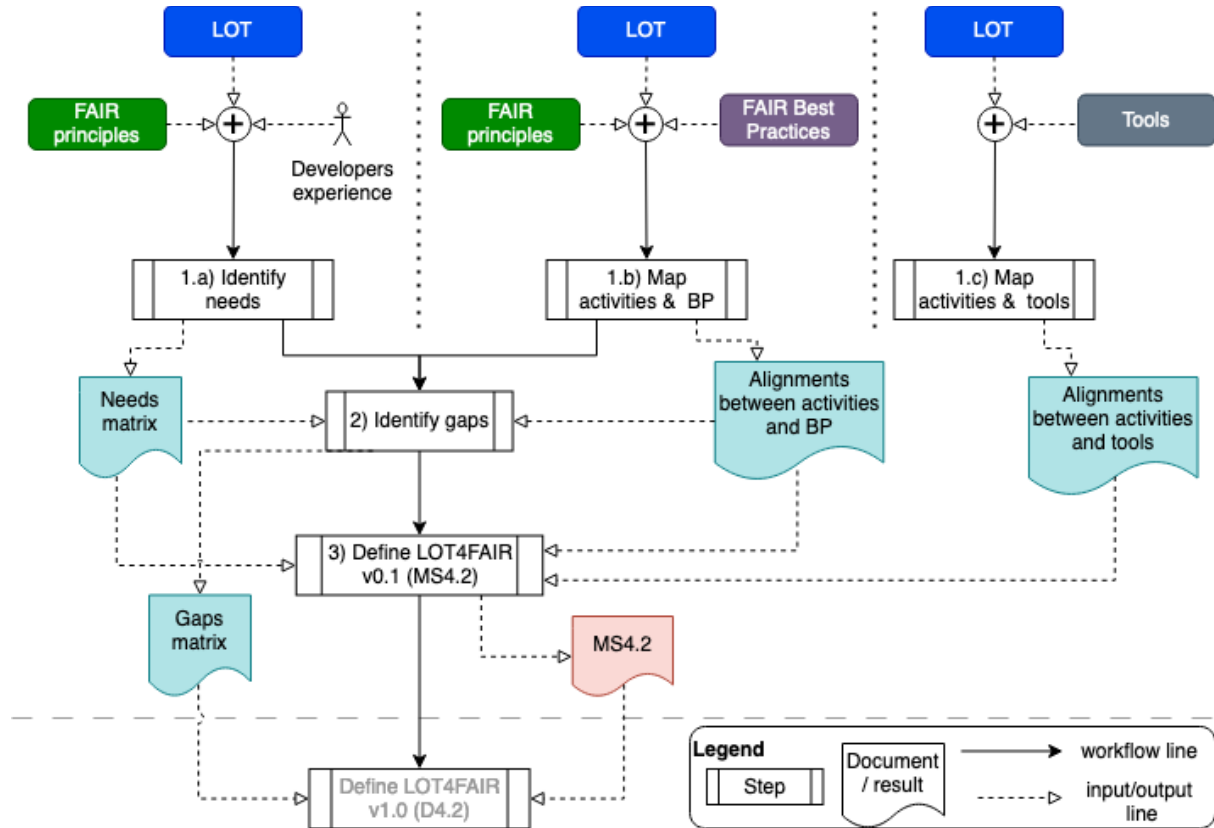 LOT
LOT
LOT
FAIR
principles
Developers
experience
FAIR
principles
FAIR Best
Practices
Tools
1.a) Identify
needs
1.b) Map
activities & BP
1.c) Map
activities & tools
Needs
matrix
2) Identify gaps
Alignments
between activities
and BP
Alignments
between activities
and tools
3) Define LOT4FAIR
v0.1 (MS4.2)
Gaps
matrix
MS4.2
Define LOT4FAIR
v1.0 (D4.2)
Legend
Step
Document
/ result
workflow line
input/output
line